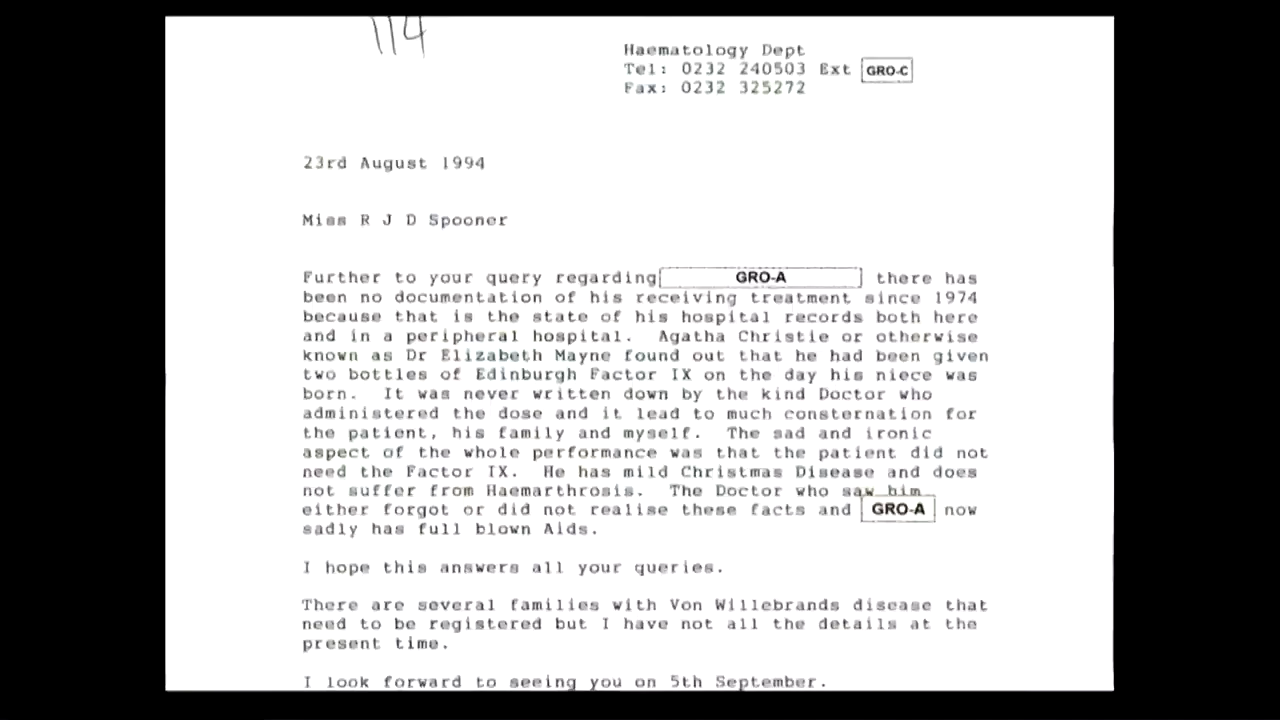 114
Haematology Dept
Tel: 0232 240503 Ext GRO-C
Fax: 0232 325272
23rd August 1994
Miss R J D Spooner
Further to your query regarding GRO-A there has
been no documentation of his receiving treatment since 1974
because that is the state of his hospital records both here
and in a peripheral hospital. Agatha Christie or otherwise
known as Dr Elizabeth Mayne found out that he had been given
two bottles of Edinburgh Factor IX on the day his niece was
born. It was never written down by the kind Doctor who
administered the dose and it lead to much consternation for
the patient, his family and myself. The sad and ironic
aspect of the whole performance was that the patient did not
need the Factor IX. He has mild Christmas Disease and does
not suffer from Haemarthrosis. The Doctor who saw him
either forgot or did not realise these facts and GRO-A now
sadly has full blown Aids.
I hope this answers all your queries.
There are several families with Von Willebrands disease that
need to be registered but I have not all the details at the
present time.
I look forward to seeing you on 5th September.